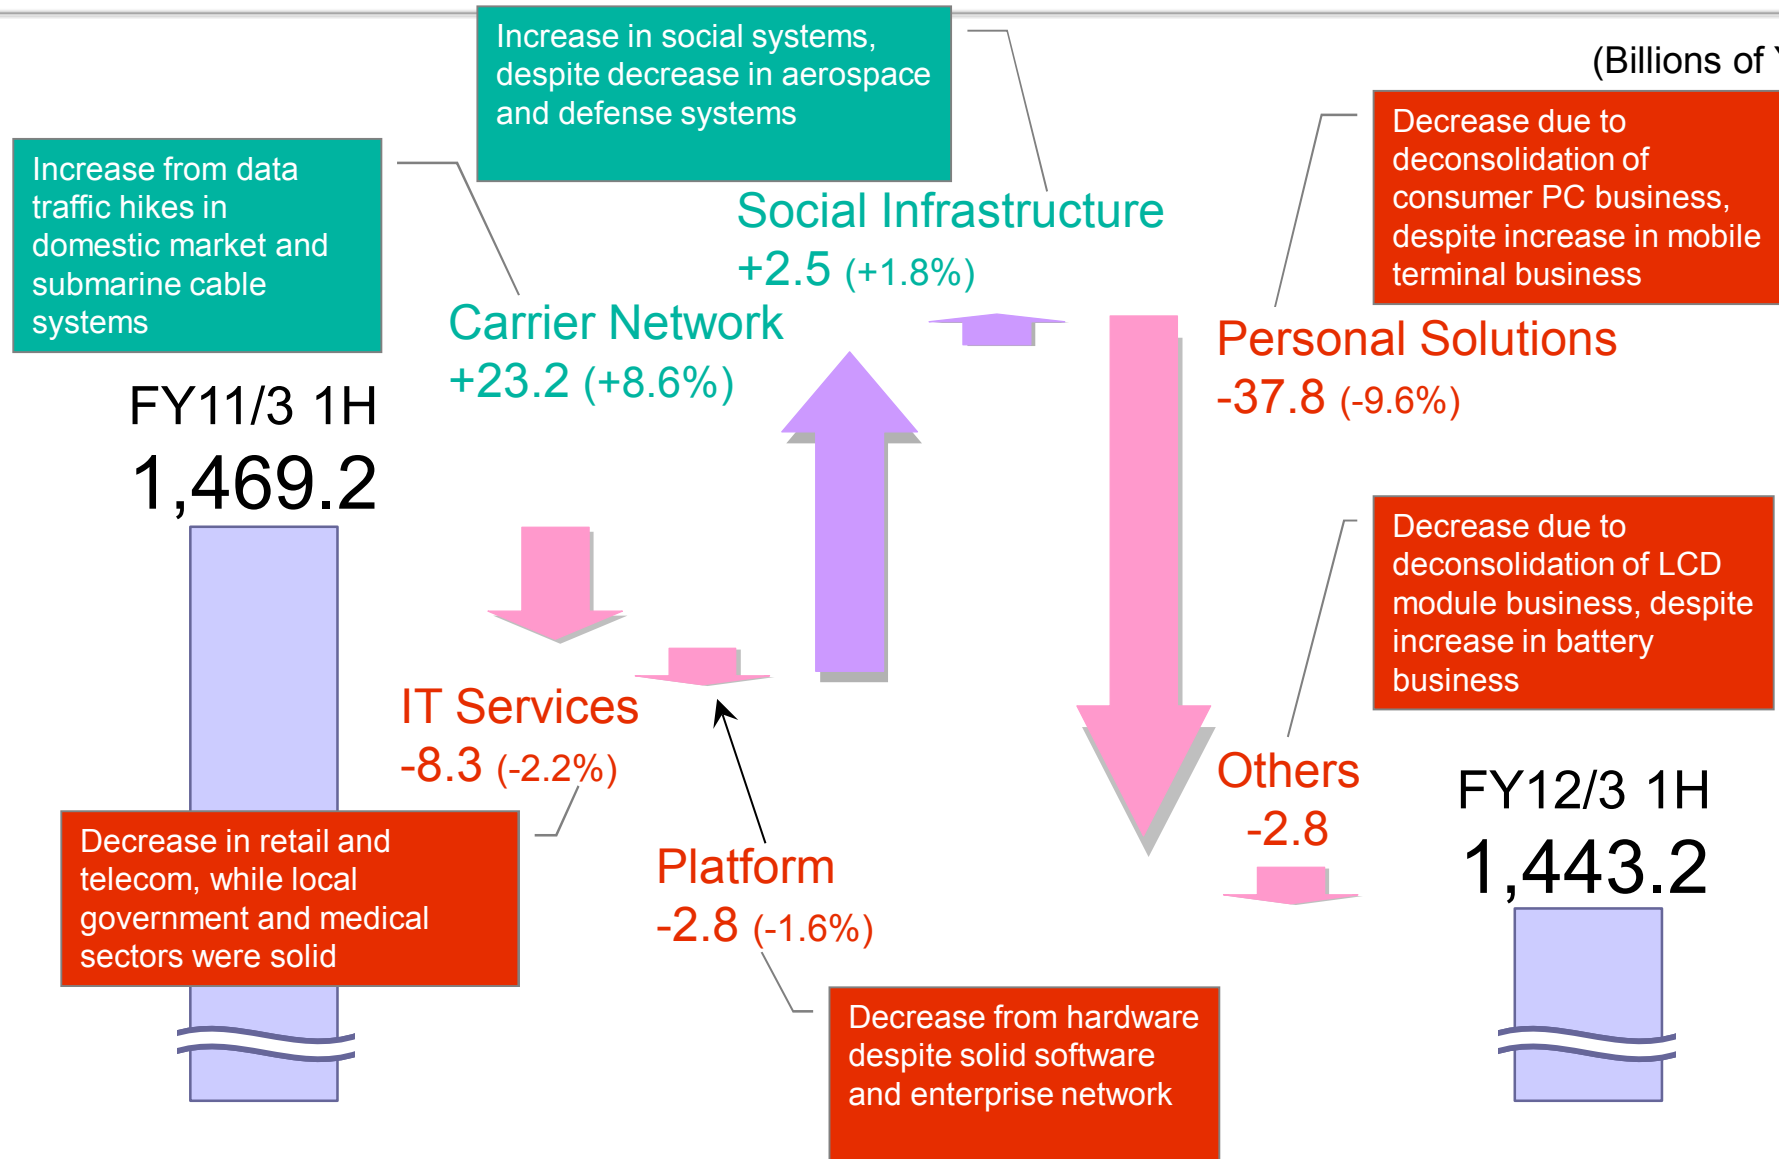 Increase in social systems,
despite decrease in aerospace
and defense systems
(Billions of
Decrease due to
deconsolidation of
consumer PC business,
despite increase in mobile
terminal business
Increase from data
traffic hikes in
domestic market and
submarine cable
systems
Social Infrastructure
+2.5 (+1.8%)
Carrier Network
+23.2 (+8.6%)
Personal Solutions
-37.8 (-9.6%)
FY11/3 1H
1,469.2
Decrease due to
deconsolidation of LCD
module business, despite
increase in battery
business
IT Services
-8.3 (-2.2%)
Others
-2.8
FY12/3 1H
1,443.2
Decrease in retail and
telecom, while local
government and medical
sectors were solid
Platform
-2.8 (-1.6%)
Decrease from hardware
despite solid software
and enterprise network